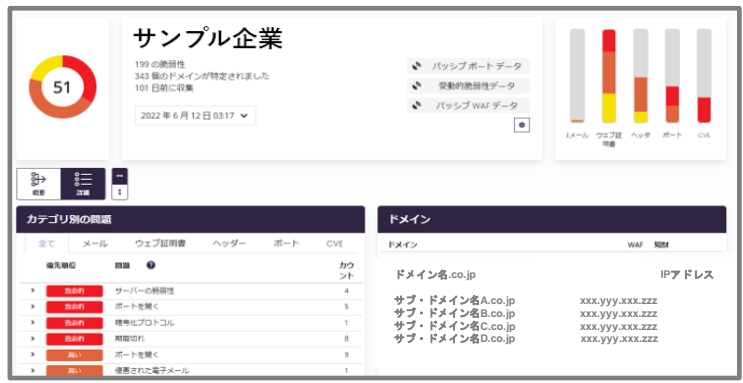 サンプル企業
51
199 の脆弱性
343 個のドメインが特定されました
101 日前に収集
2022 年 6 月 12 日 03:17
パッシブ ポート データ
受動的脆弱性データ
パッシブ WAF データ
Eメール
ウェブ証明書
ヘッダ
ポート
CVE
概要
詳細
カテゴリ別の問題
全て メール ウェブ証明書 ヘッダー ポート CVE
優先順位 問題 カウント
致命的 サーバーの脆弱性 4
致命的 ポートを開く 5
致命的 暗号化プロトコル 1
致命的 期限切れ 8
高い ポートを開く 9
高い 侵害された電子メール 1
ドメイン
ドメイン WAF
ドメイン名.co.jp IPアドレス
サブ・ドメイン名A.co.jp xxx.yyy.xxx.zzz
サブ・ドメイン名B.co.jp xxx.yyy.xxx.zzz
サブ・ドメイン名C.co.jp xxx.yyy.xxx.zzz
サブ・ドメイン名D.co.jp xxx.yyy.xxx.zzz